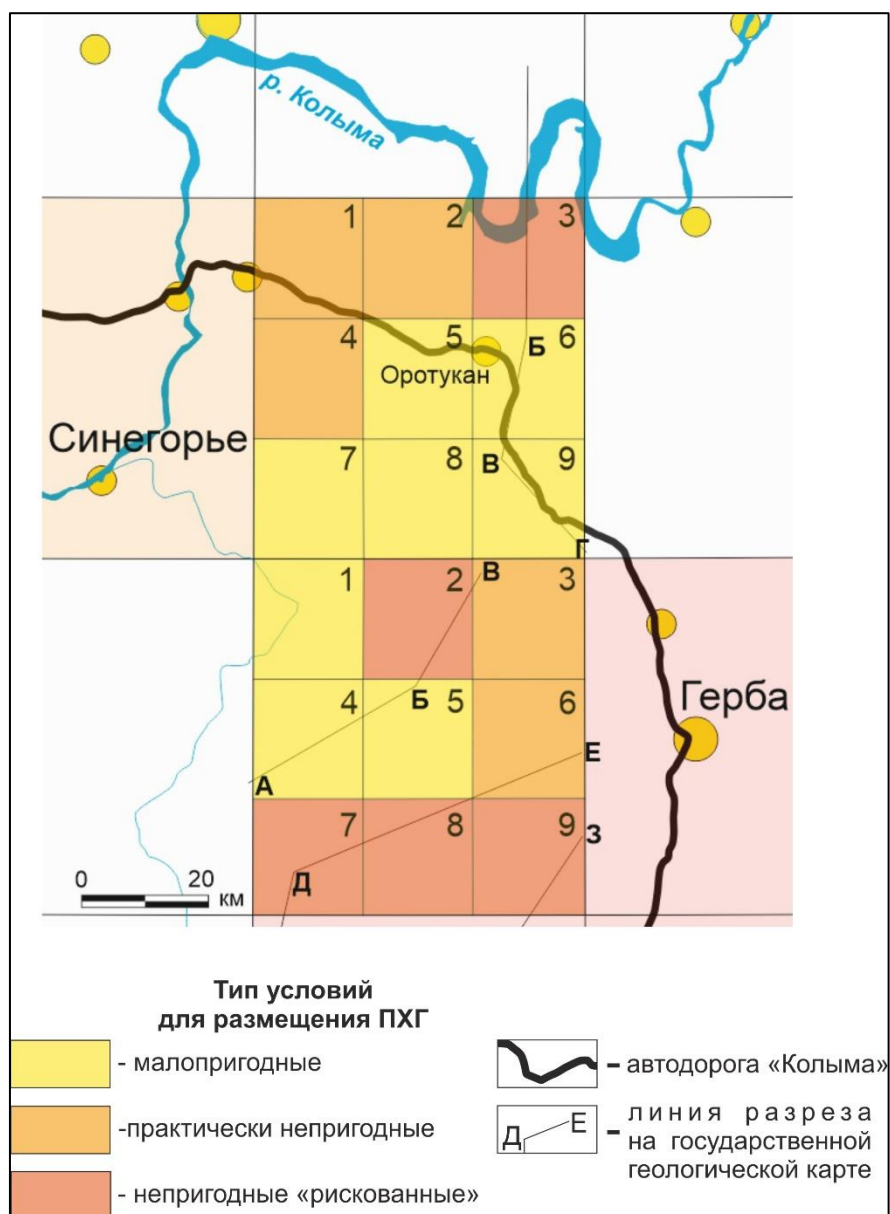 р. Колыма
1 2 3
4 5 6
Б
Оротукан
Синегорье
7 8 В 9
Г
1 2 В 3
4 Б 5 6
Герба
Е
А
7 8 9 З
0 20
км
Д
Тип условий
для размещения ПХГ
- малопригодные
-практически непригодные
- непригодные «рискованные»
- автодорога «Колыма»
Д Е
- линия разреза
на государственной
геологической карте